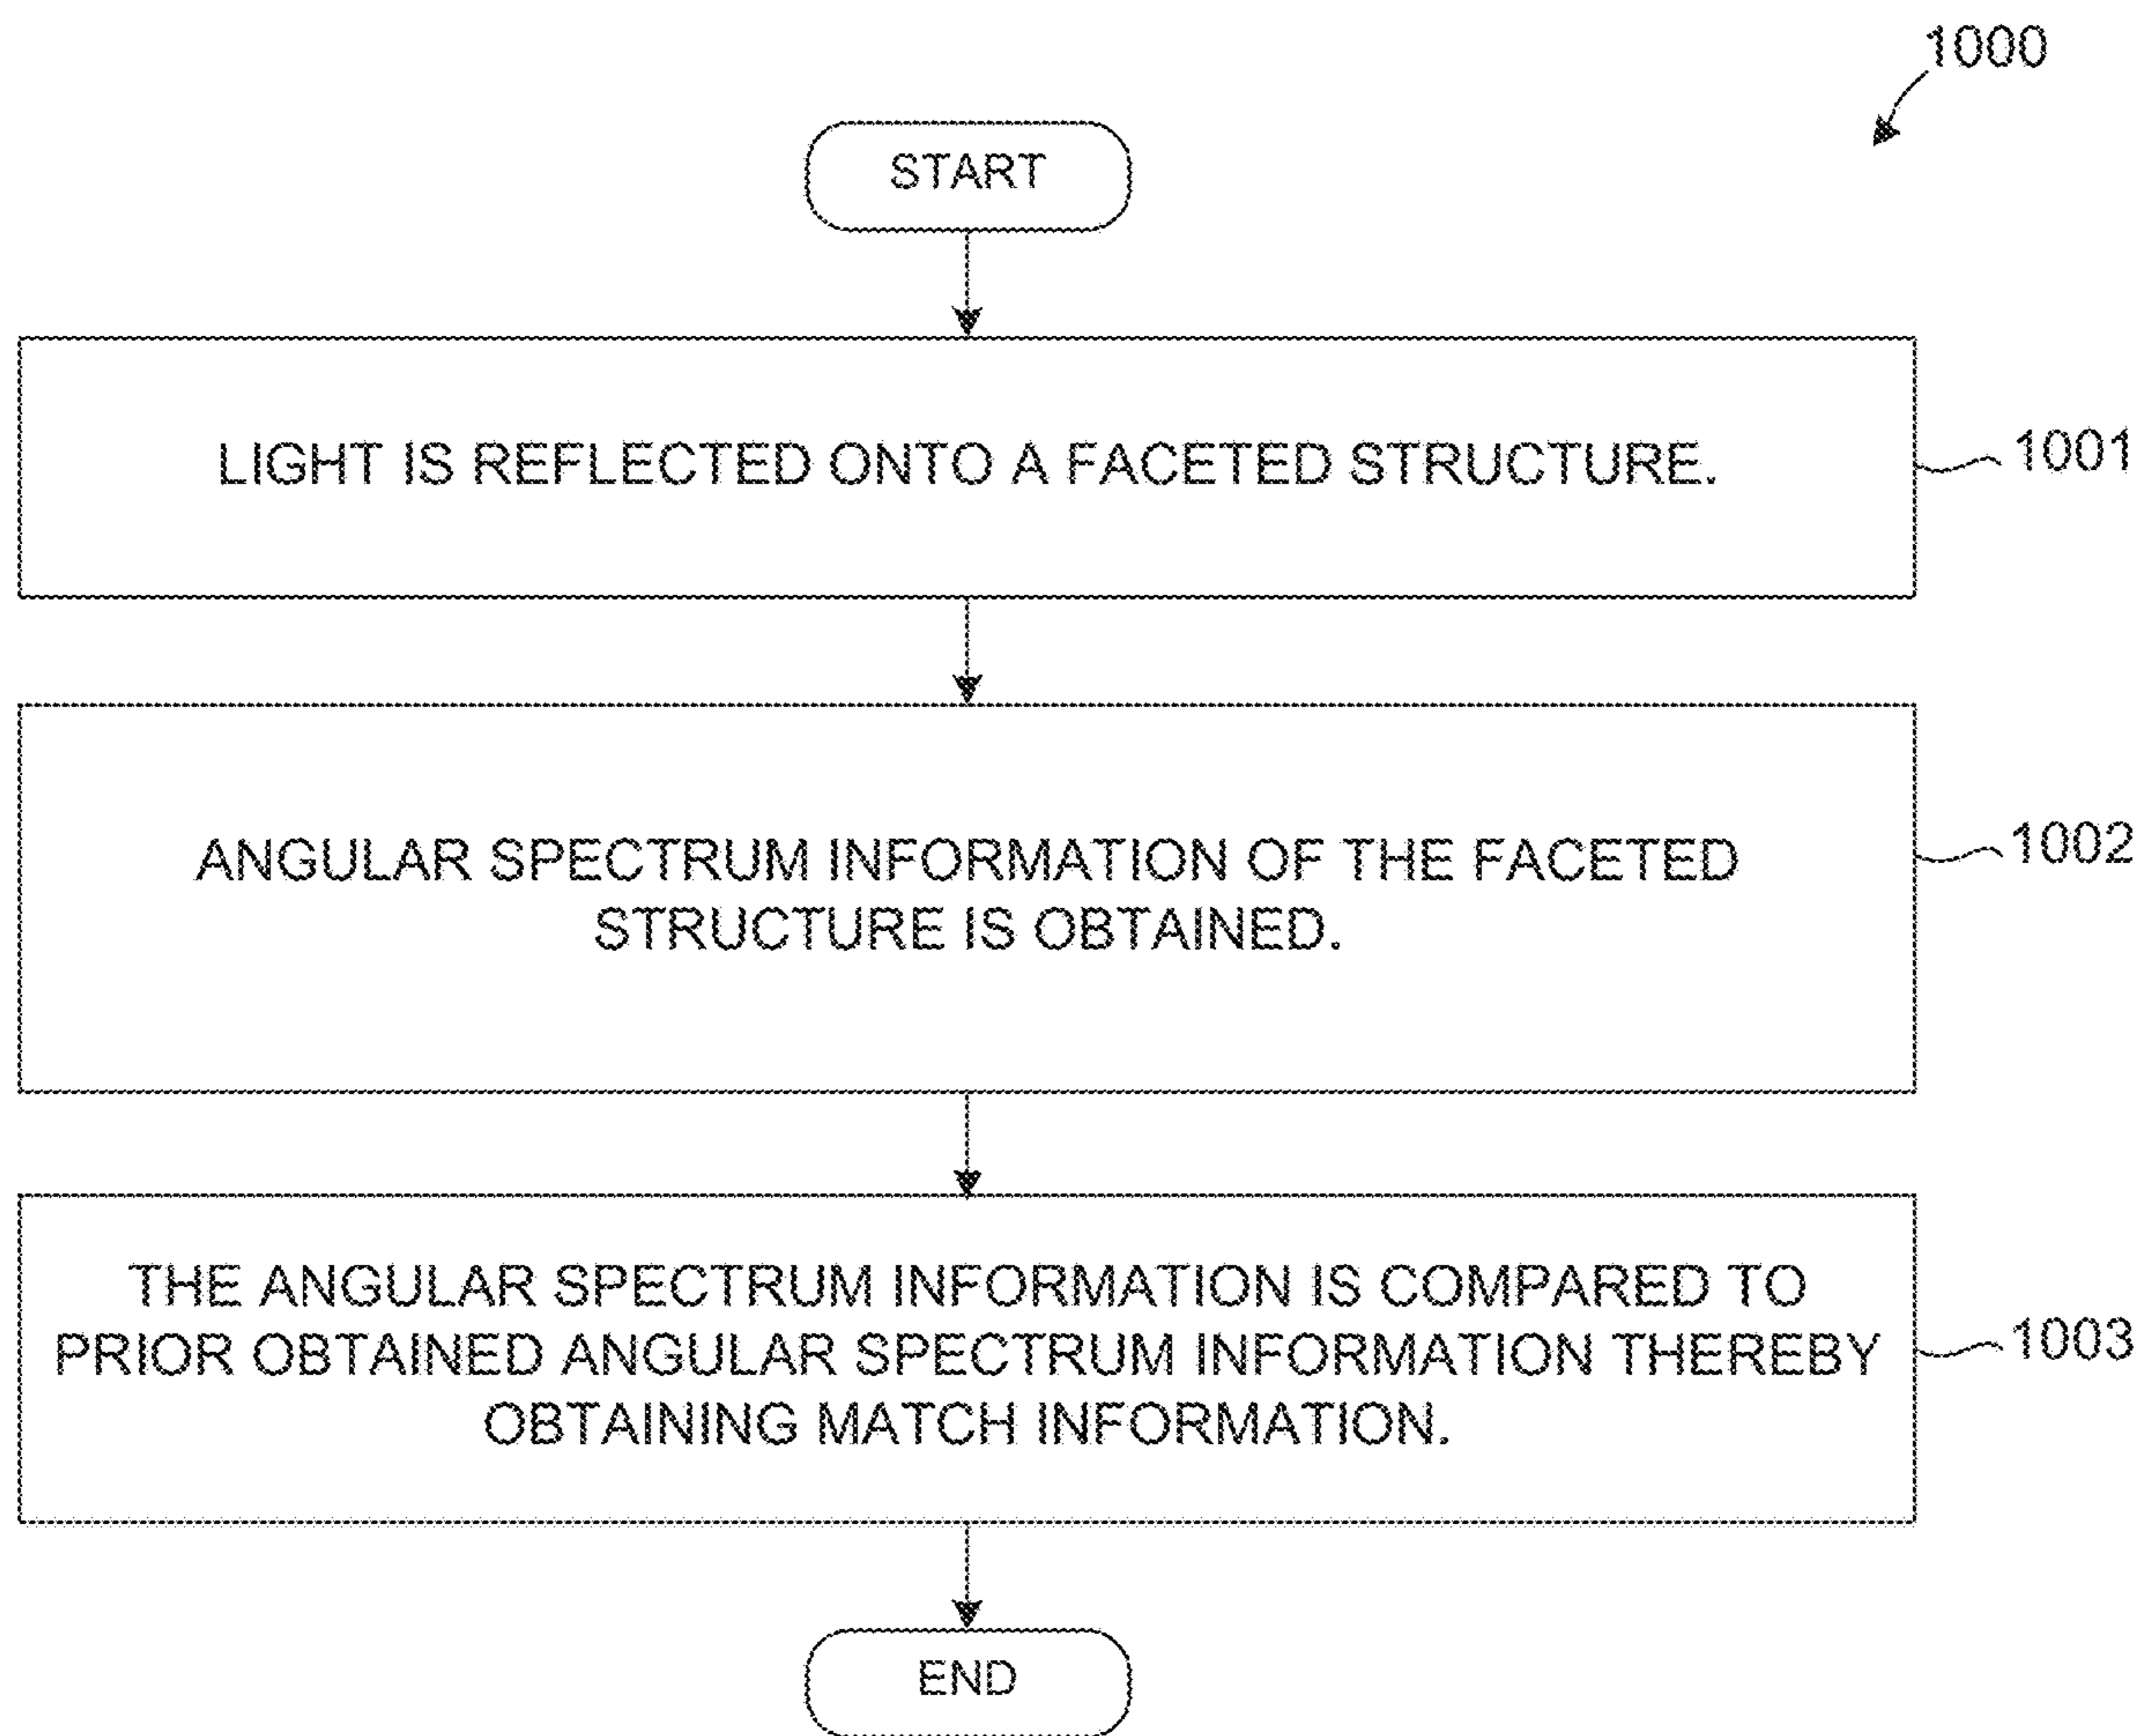 1000
START
LIGHT IS REFLECTED ONTO A FACETED STRUCTURE.
1001
ANGULAR SPECTRUM INFORMATION OF THE FACETED
STRUCTURE IS OBTAINED.
1002
THE ANGULAR SPECTRUM INFORMATION IS COMPARED TO
PRIOR OBTAINED ANGULAR SPECTRUM INFORMATION THEREBY
OBTAINING MATCH INFORMATION.
1003
END